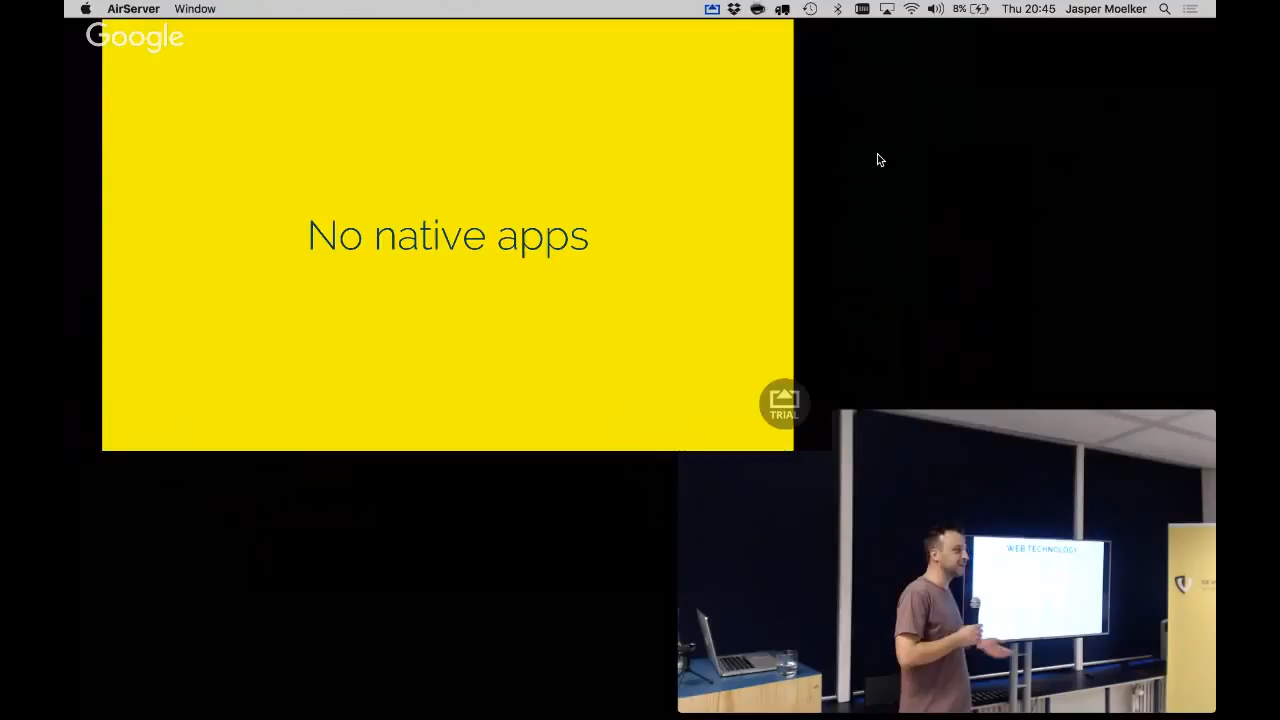 AirServer Window 8% Thu 20:45 Jasper Moelker
Google
No native apps
TRIAL
WEB TECHNOLOGY